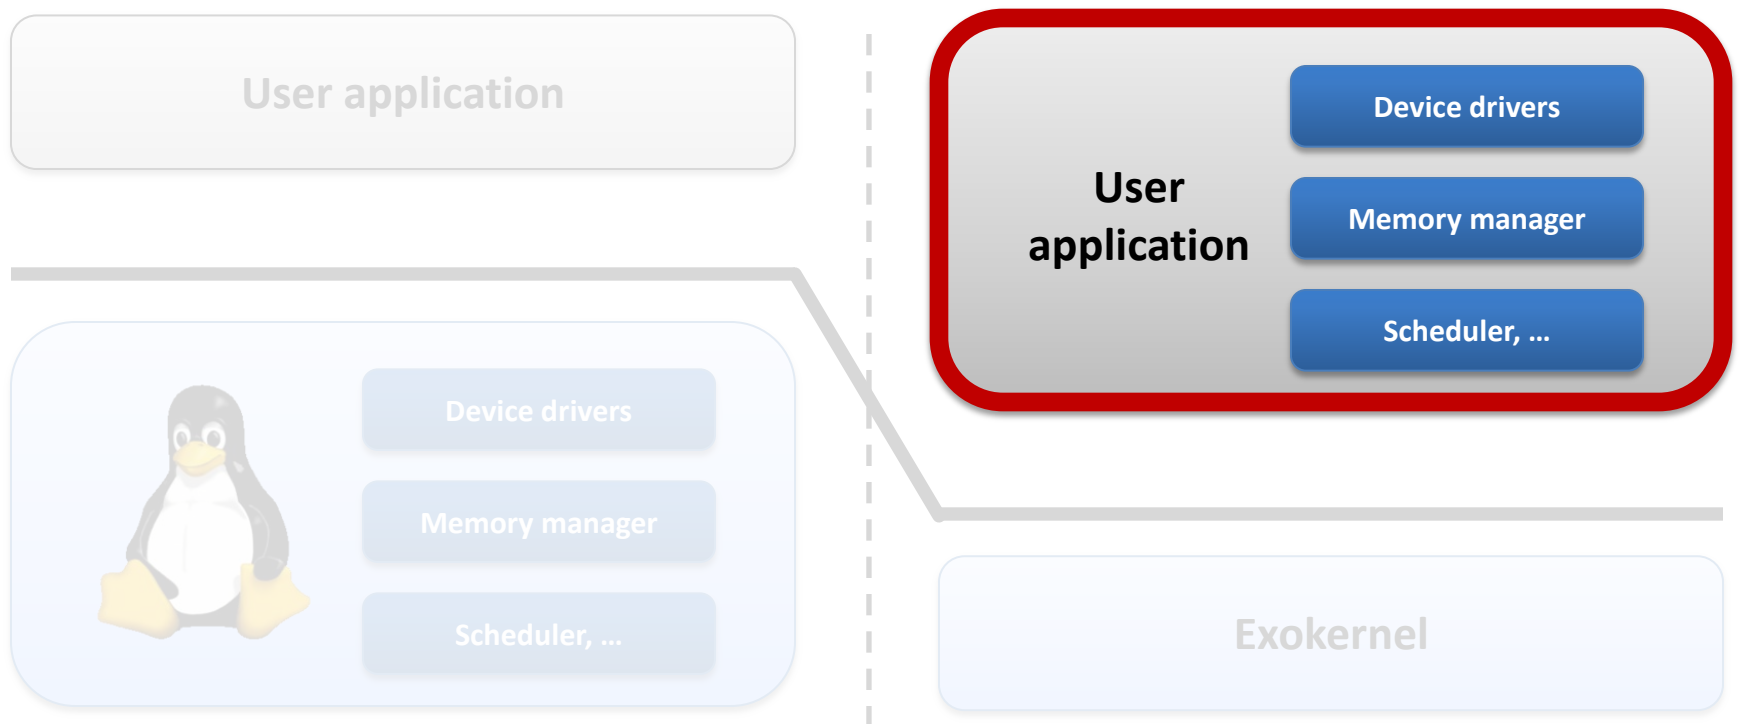 User application
Device drivers
Memory manager
Scheduler, ...
User
application
Device drivers
Memory manager
Scheduler, ...
Exokernel